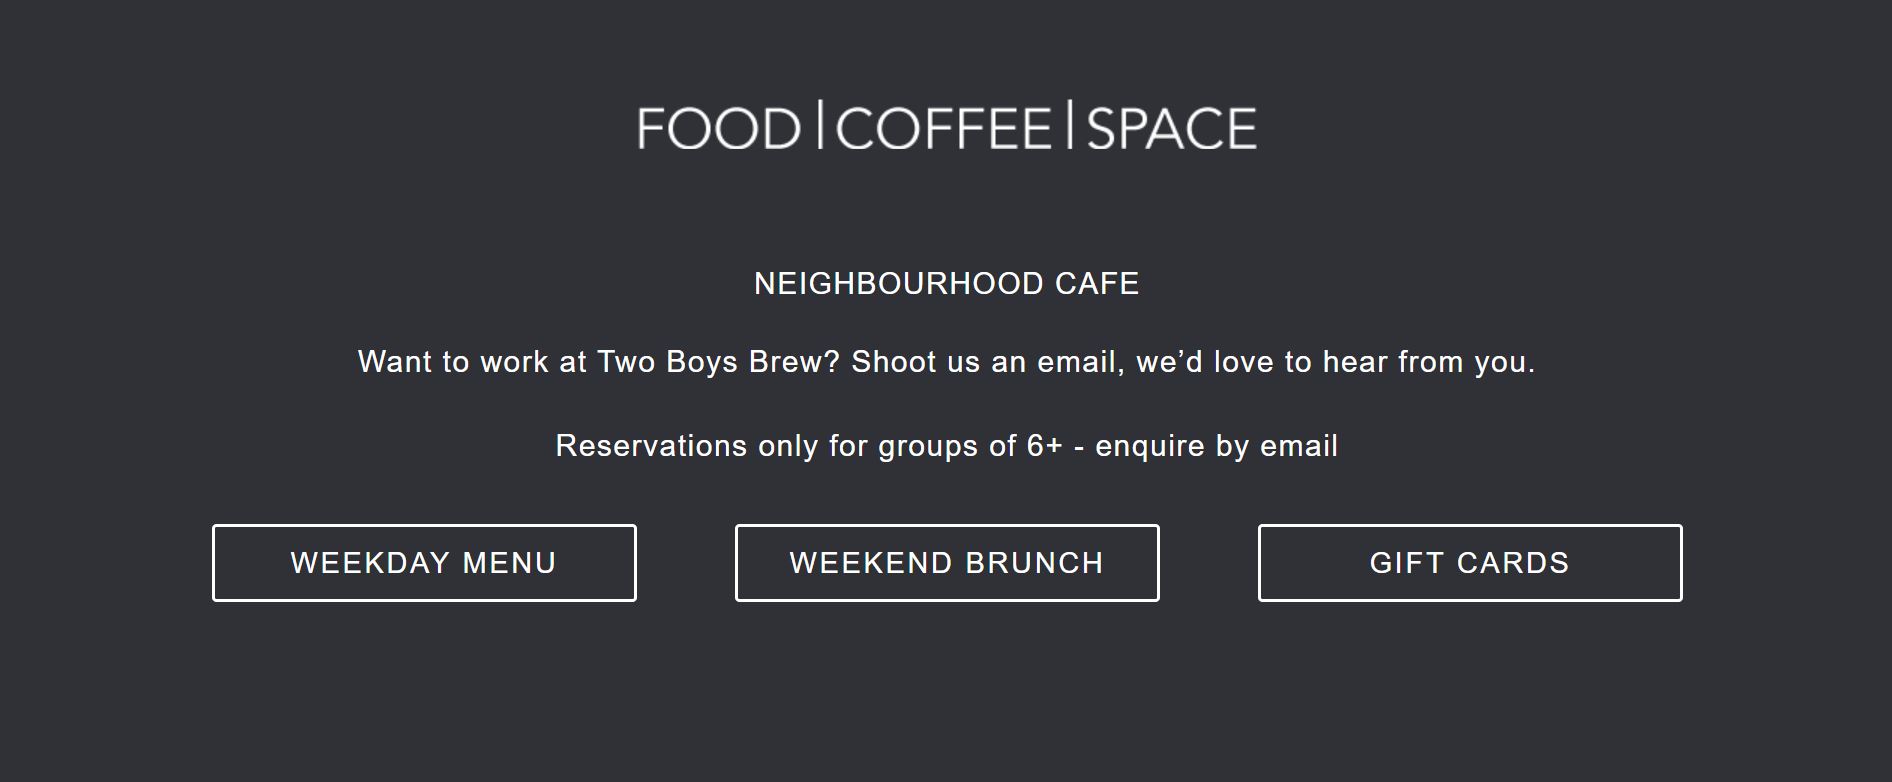 FOOD|COFFEE|SPACE
NEIGHBOURHOOD CAFE
Want to work at Two Boys Brew? Shoot us an email, we’d love to hear from you.
Reservations only for groups of 6+ - enquire by email
WEEKDAY MENU
WEEKEND BRUNCH
GIFT CARDS